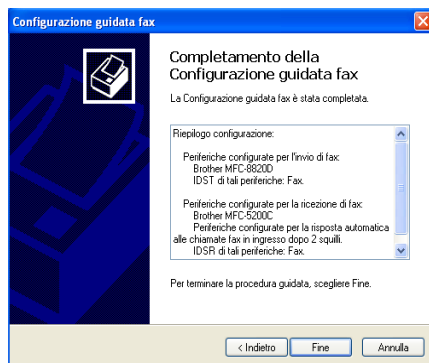 Configurazione guidata fax
Completamento della
Configurazione guidata fax
La Configurazione guidata fax è stata completata.
Riepilogo configurazione:
Periferiche configurate per l'invio di fax:
Brother MFC-8820D
IDST di tali periferiche: Fax.
Periferiche configurate per la ricezione di fax:
Brother MFC-5200C
Periferiche configurate per la risposta automatica
alle chiamate fax in ingresso dopo 2 squilli.
IDSR di tali periferiche: Fax.
Per terminare la procedura guidata, scegliere Fine.
< Indietro Fine Annulla